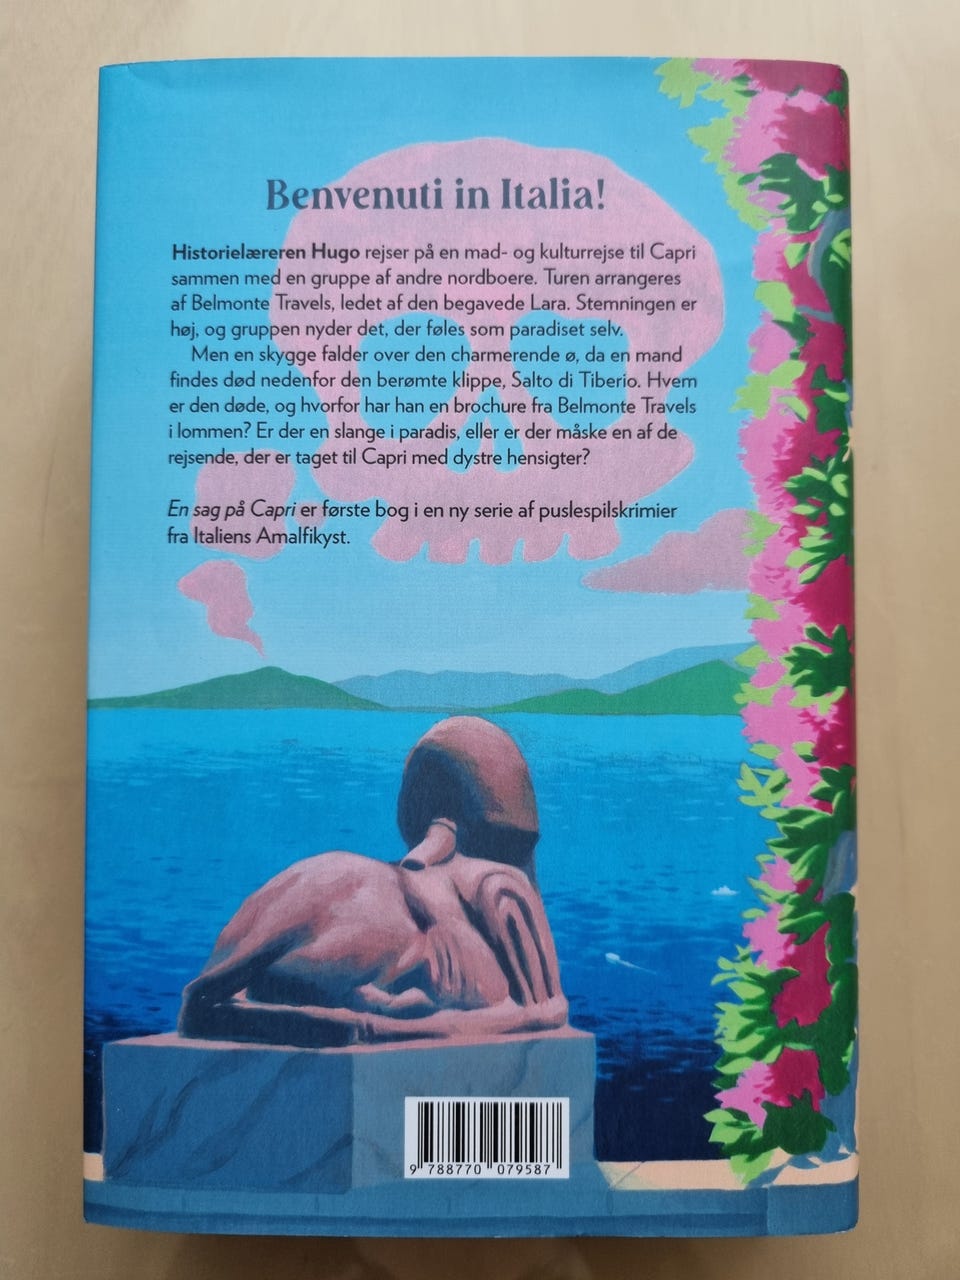 Benvenuti in Italia!
Historielæreren Hugo rejser på en mad- og kulturrejse til Capri
sammen med en gruppe af andre nordboere. Turen arrangeres
af Belmonte Travels, ledet af den begavede Lara. Stemningen er
høj, og gruppen nyder det, der føles som paradiset selv.
Men en skygge falder over den charmerende ø, da en mand
findes død nedenfor den berømte klippe, Salto di Tiberio. Hvem
er den døde, og hvorfor har han en brochure fra Belmonte Travels
i lommen? Er der en slange i paradis, eller er der måske en af de
rejsende, der er taget til Capri med dystre hensigter?
En sag på Capri er første bog i en ny serie af puslespilskrimier
fra Italiens Amalfikyst.
9 788770 079587